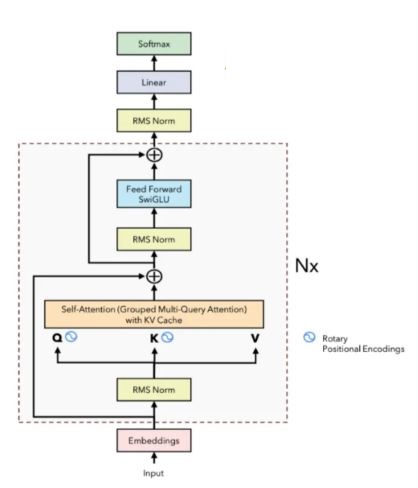 Softmax
Linear
RMS Norm
Feed Forward
SwiGLU
RMS Norm
Nx
Self-Attention (Grouped Multi-Query Attention)
with KV Cache
Q K V
Rotary
Positional Encodings
RMS Norm
Embeddings
Input